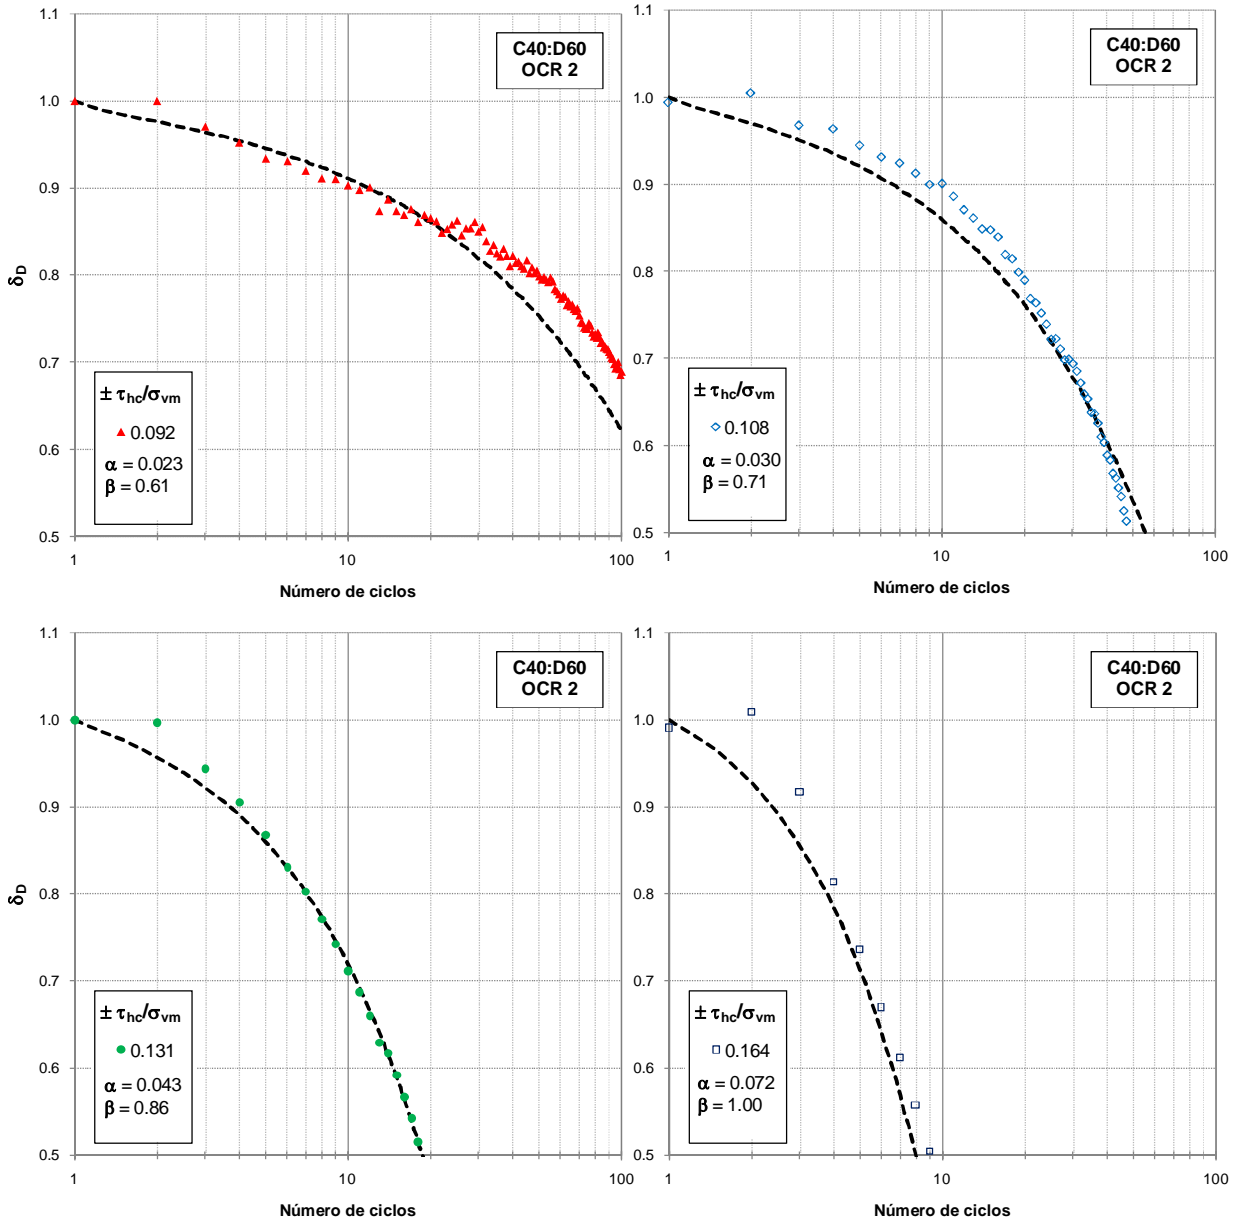 C40:D60
OCR 2
1.1
1.0
0.9
0.8
0.7
0.6
0.5
δD
± τhc/σvm
0.092
α = 0.023
β = 0.61
1
10
100
Número de ciclos
C40:D60
OCR 2
1.1
1.0
0.9
0.8
0.7
0.6
0.5
± τhc/σvm
0.108
α = 0.030
β = 0.71
1
10
100
Número de ciclos
C40:D60
OCR 2
1.1
1.0
0.9
0.8
0.7
0.6
0.5
δD
± τhc/σvm
0.131
α = 0.043
β = 0.86
1
10
100
Número de ciclos
C40:D60
OCR 2
1.1
1.0
0.9
0.8
0.7
0.6
0.5
± τhc/σvm
0.164
α = 0.072
β = 1.00
1
10
100
Número de ciclos